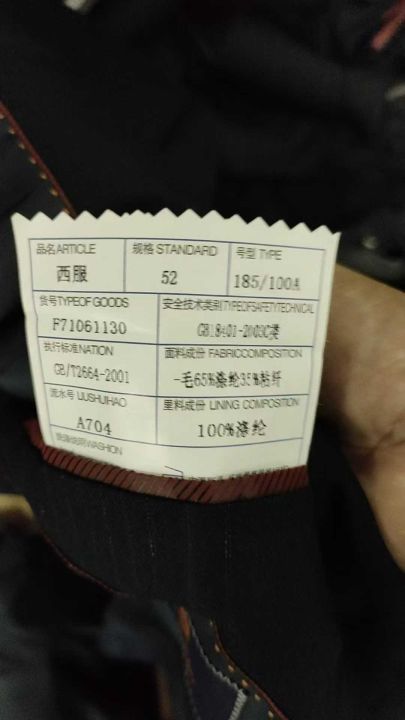 品名ARTICLE 规格 STANDARD 号型 TYPE
西服 52 185/100A
货号TYPEOF GOODS 安全技术类别TYPEOFSAFETYTECHNICAL
F71061130 GB18401-2003C类
执行标准NATION 面料成份 FABRICCOMPOSITION
GB/T2664-2001 -毛65%涤纶35%粘纤
流水号 LIUSHUIHAO 里料成份 LINING COMPOSITION
A704 100%涤纶
WASHION